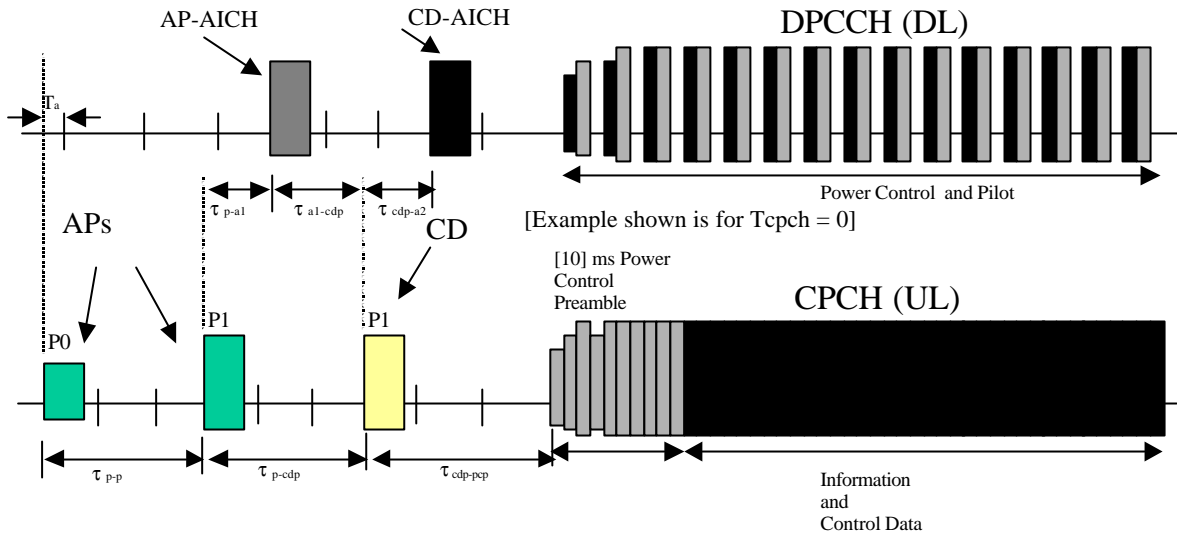 AP-AICH
CD-AICH
DPCCH (DL)
Ta
Power Control and Pilot
τ p-a1
τ a1-cdp
τ cdp-a2
[Example shown is for Tcpch = 0]
APs
CD
[10] ms Power
Control
Preamble
CPCH (UL)
P0
P1
P1
τ p-p
τ p-cdp
τ cdp-pcp
Information
and
Control Data